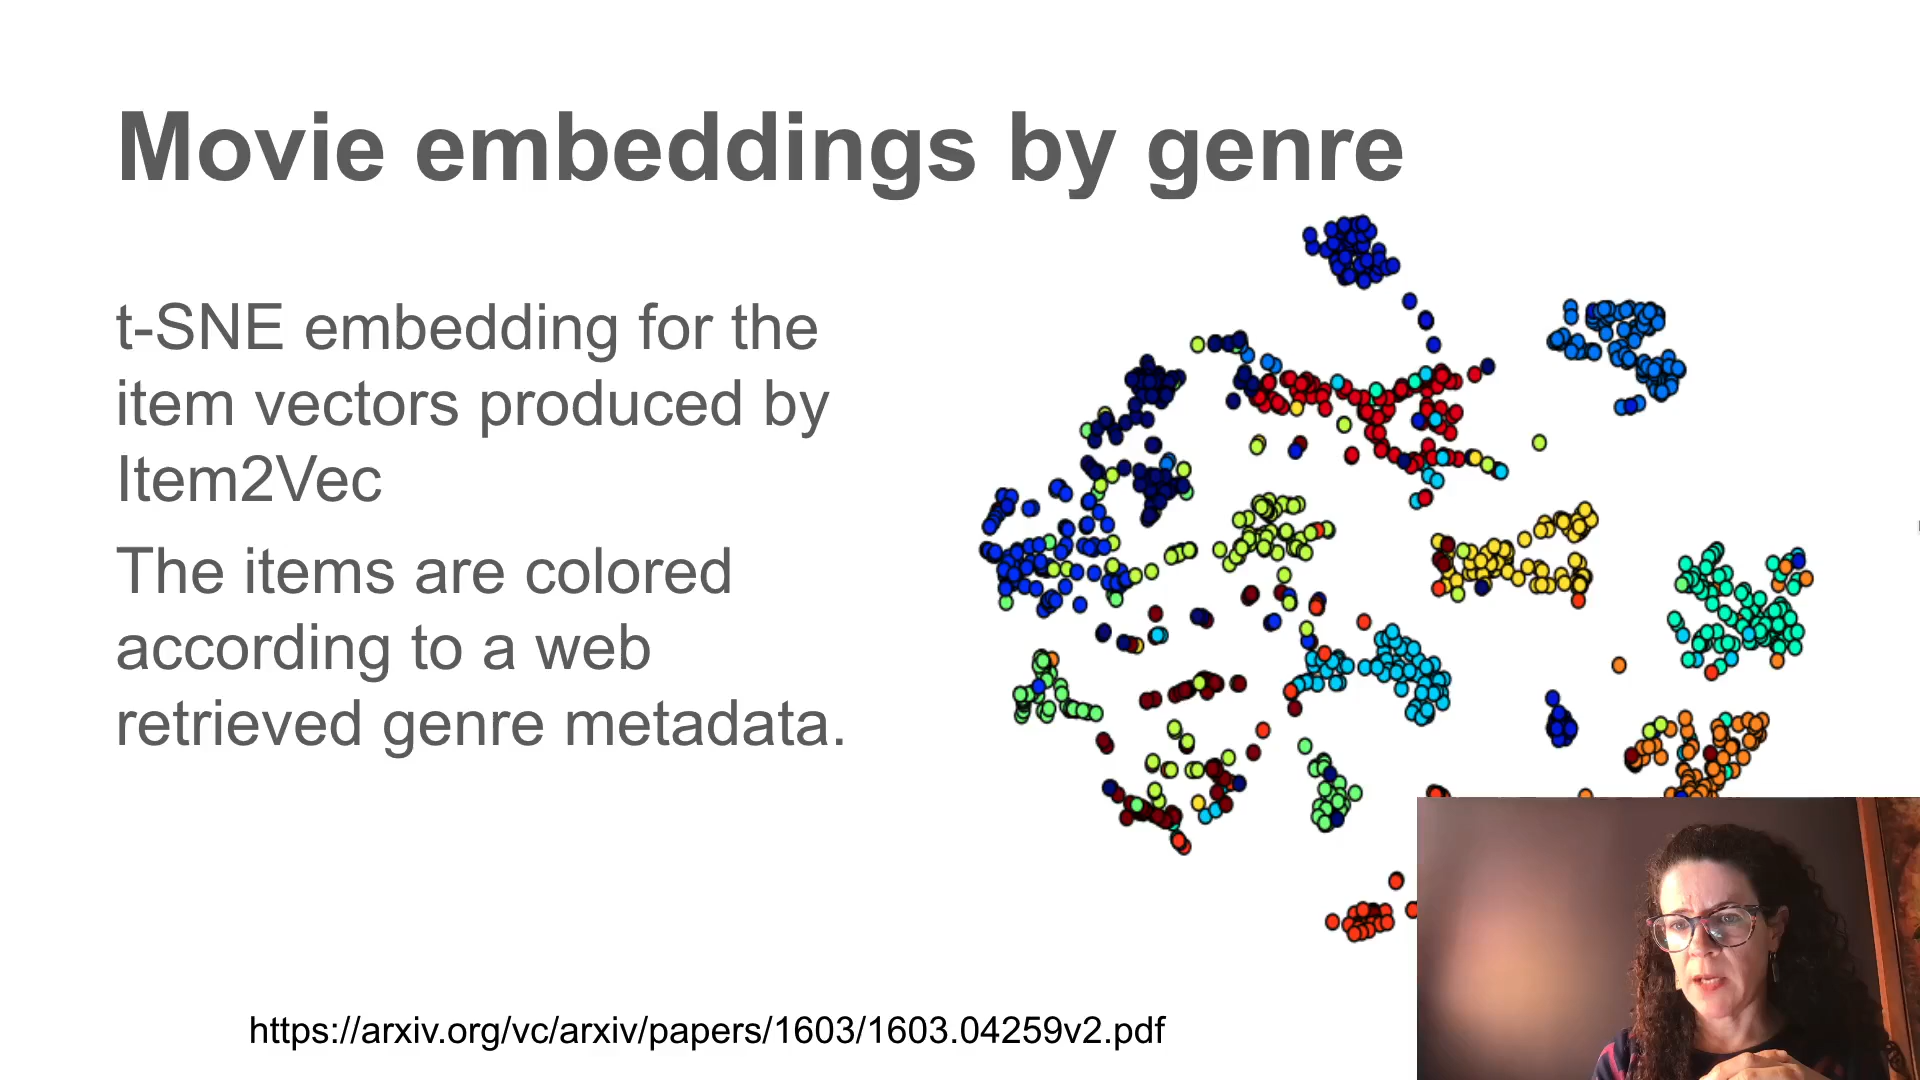 Movie embeddings by genre
t-SNE embedding for the
item vectors produced by
Item2Vec
The items are colored
according to a web
retrieved genre metadata.
https://arxiv.org/vc/arxiv/papers/1603/1603.04259v2.pdf